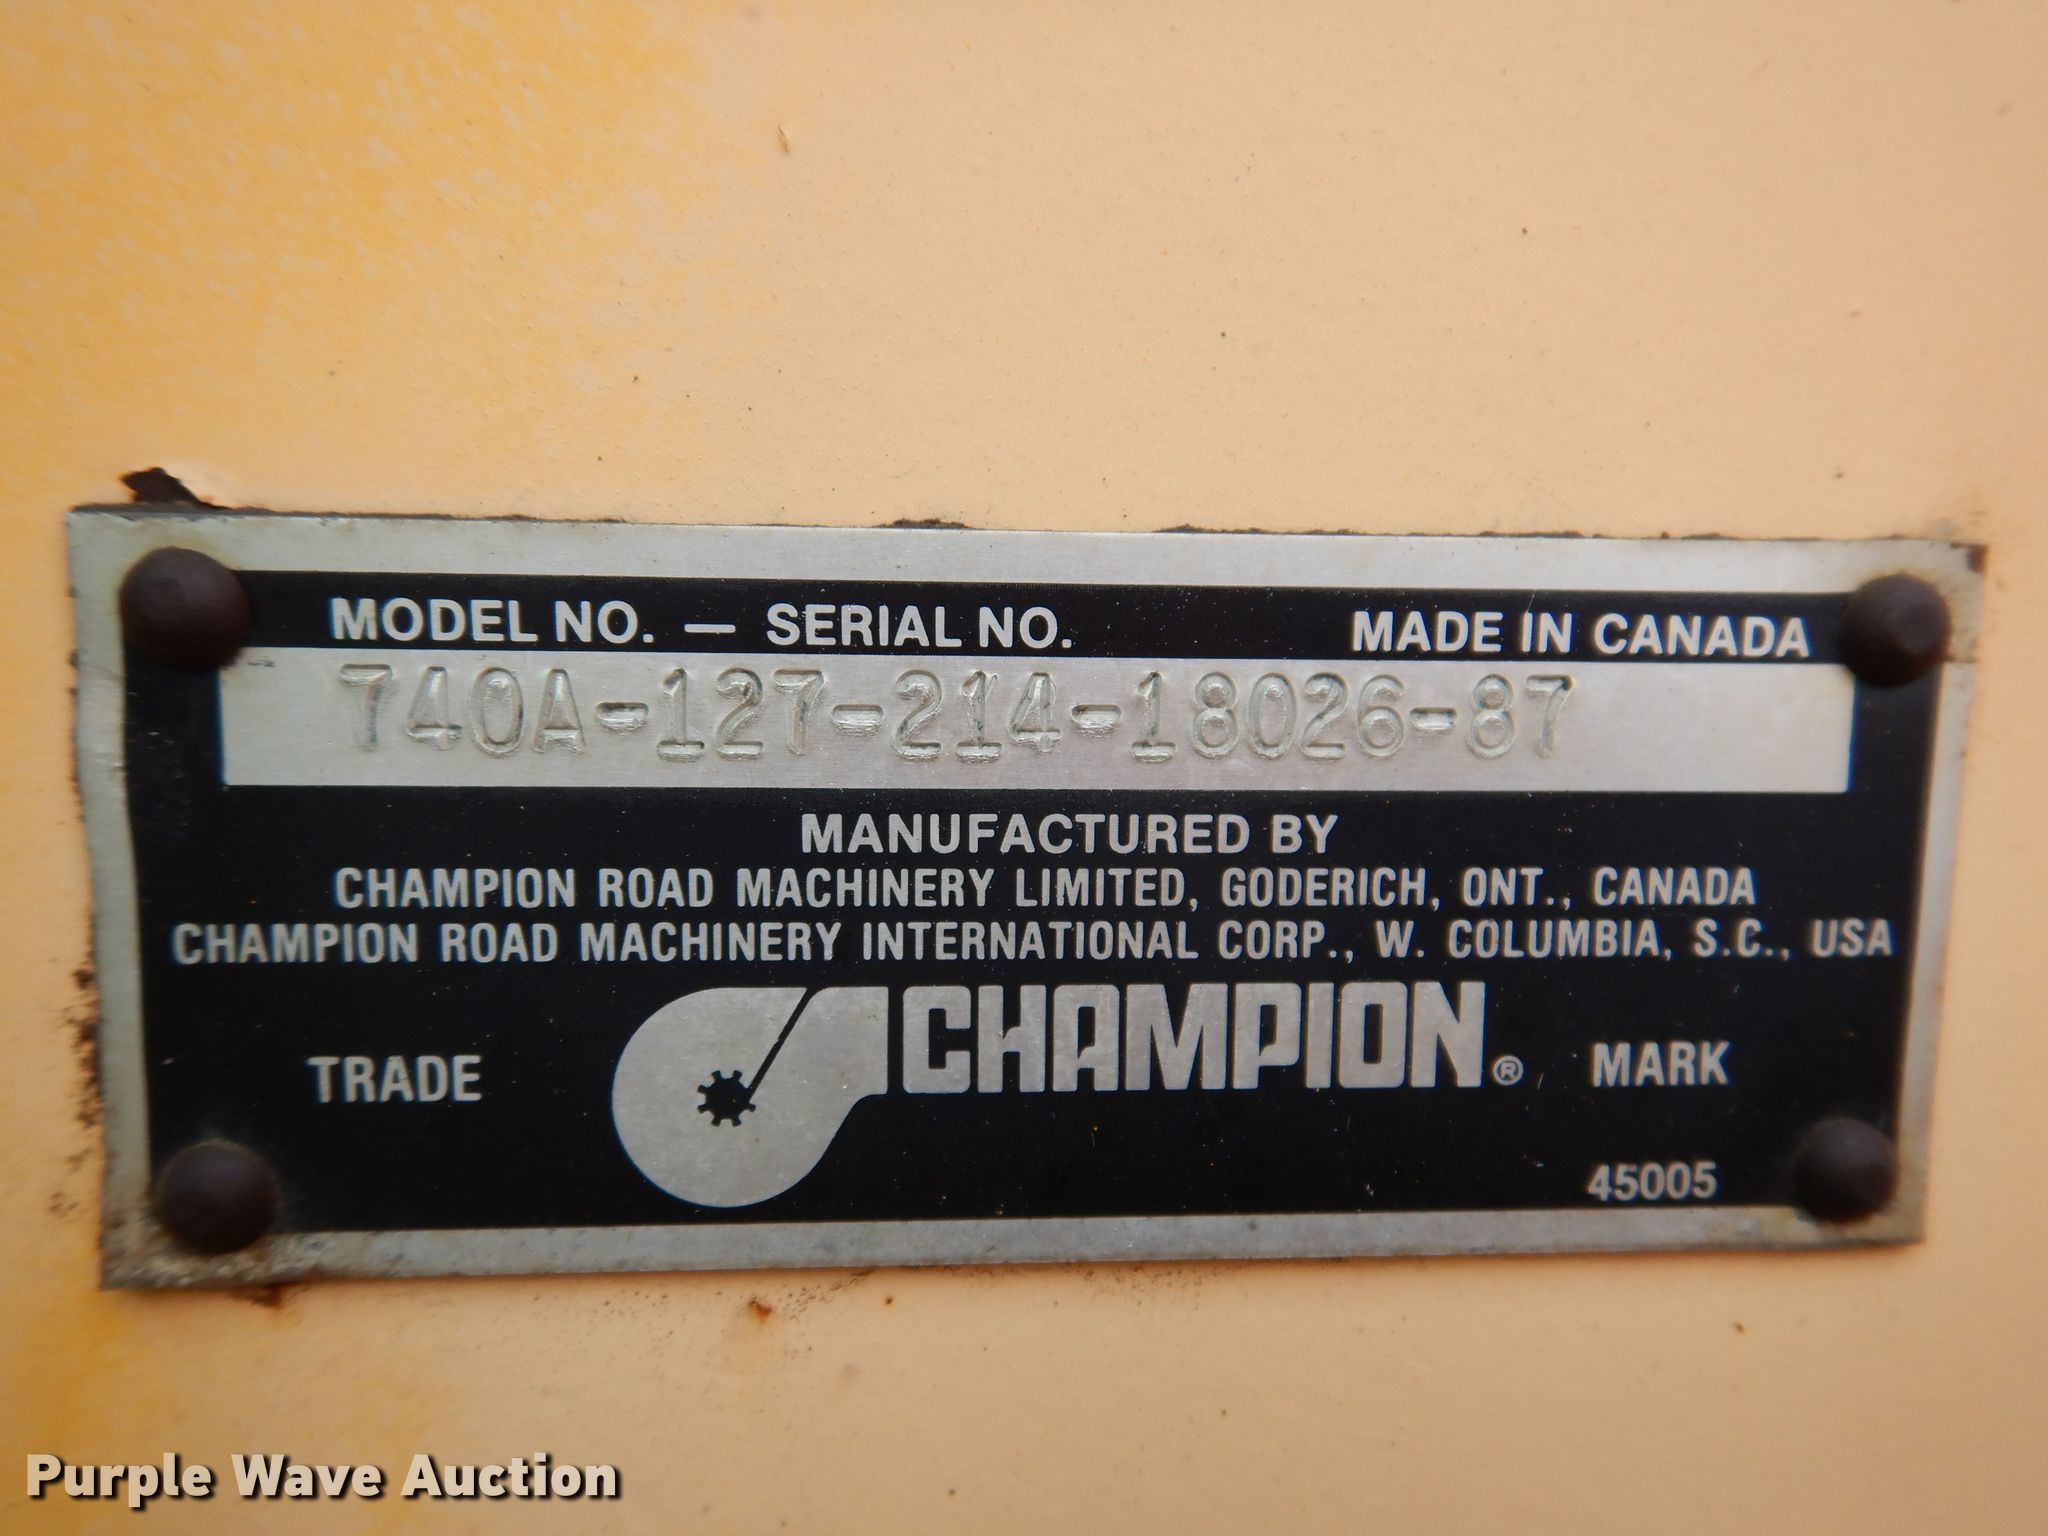 MODEL NO. — SERIAL NO. MADE IN CANADA
740A-127-214-18026-87
MANUFACTURED BY
CHAMPION ROAD MACHINERY LIMITED, GODERICH, ONT., CANADA
CHAMPION ROAD MACHINERY INTERNATIONAL CORP., W. COLUMBIA, S.C., USA
TRADE CHAMPION® MARK
45005
Purple Wave Auction